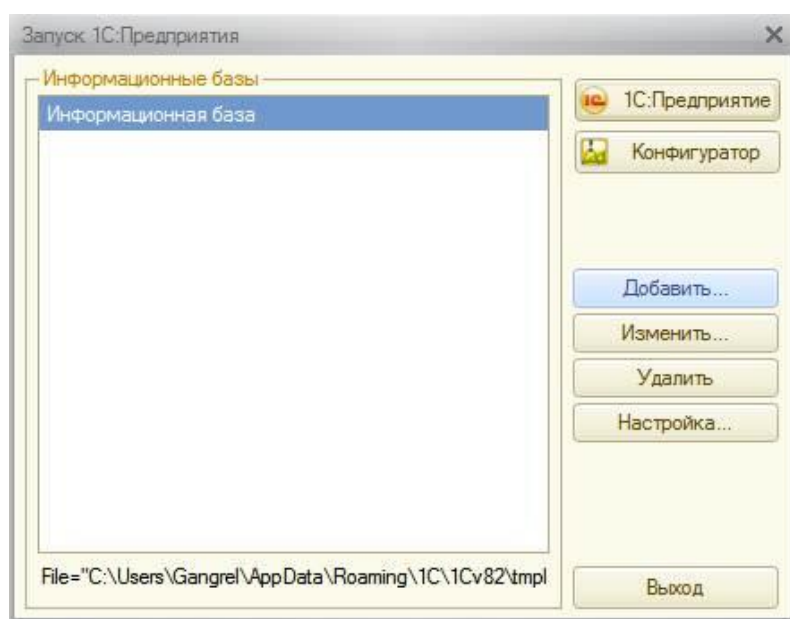 Запуск 1С:Предприятия
Информационные базы
Информационная база
1С:Предприятие
Конфигуратор
Добавить...
Изменить...
Удалить
Настройка...
File="C:\Users\Gangrel\AppData\Roaming\1C\1Cv82\tmpl
Выход